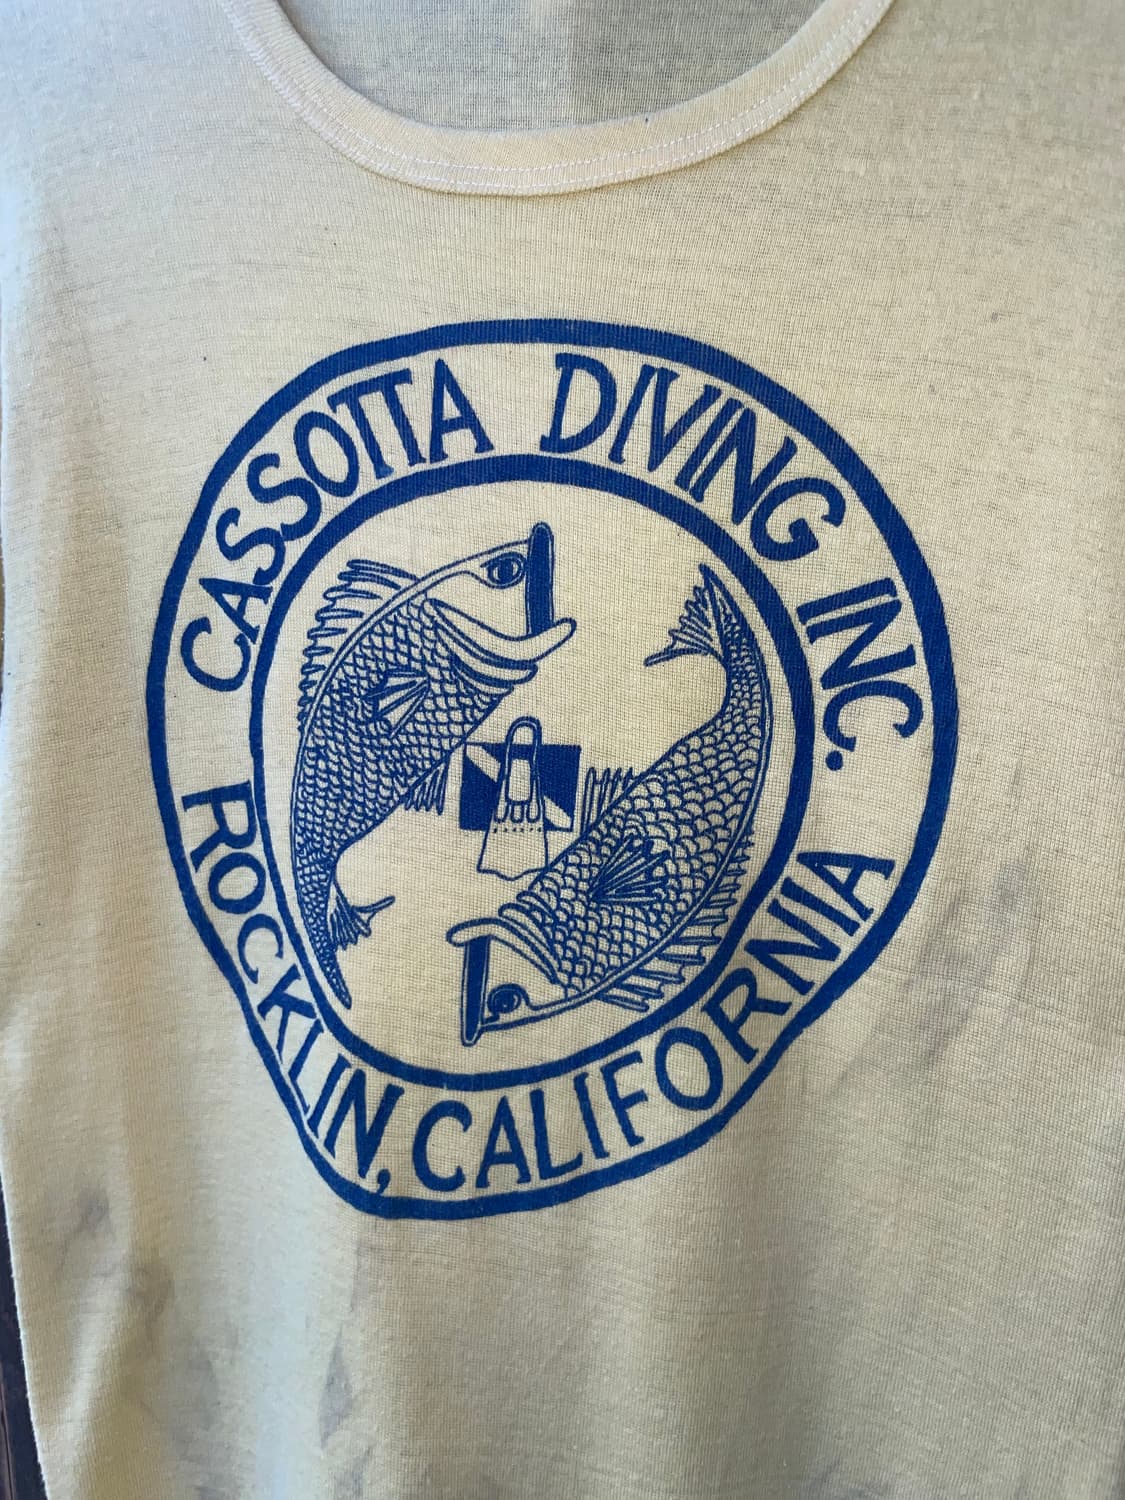 CASSOTTA DIVING INC.
ROCKLIN, CALIFORNIA